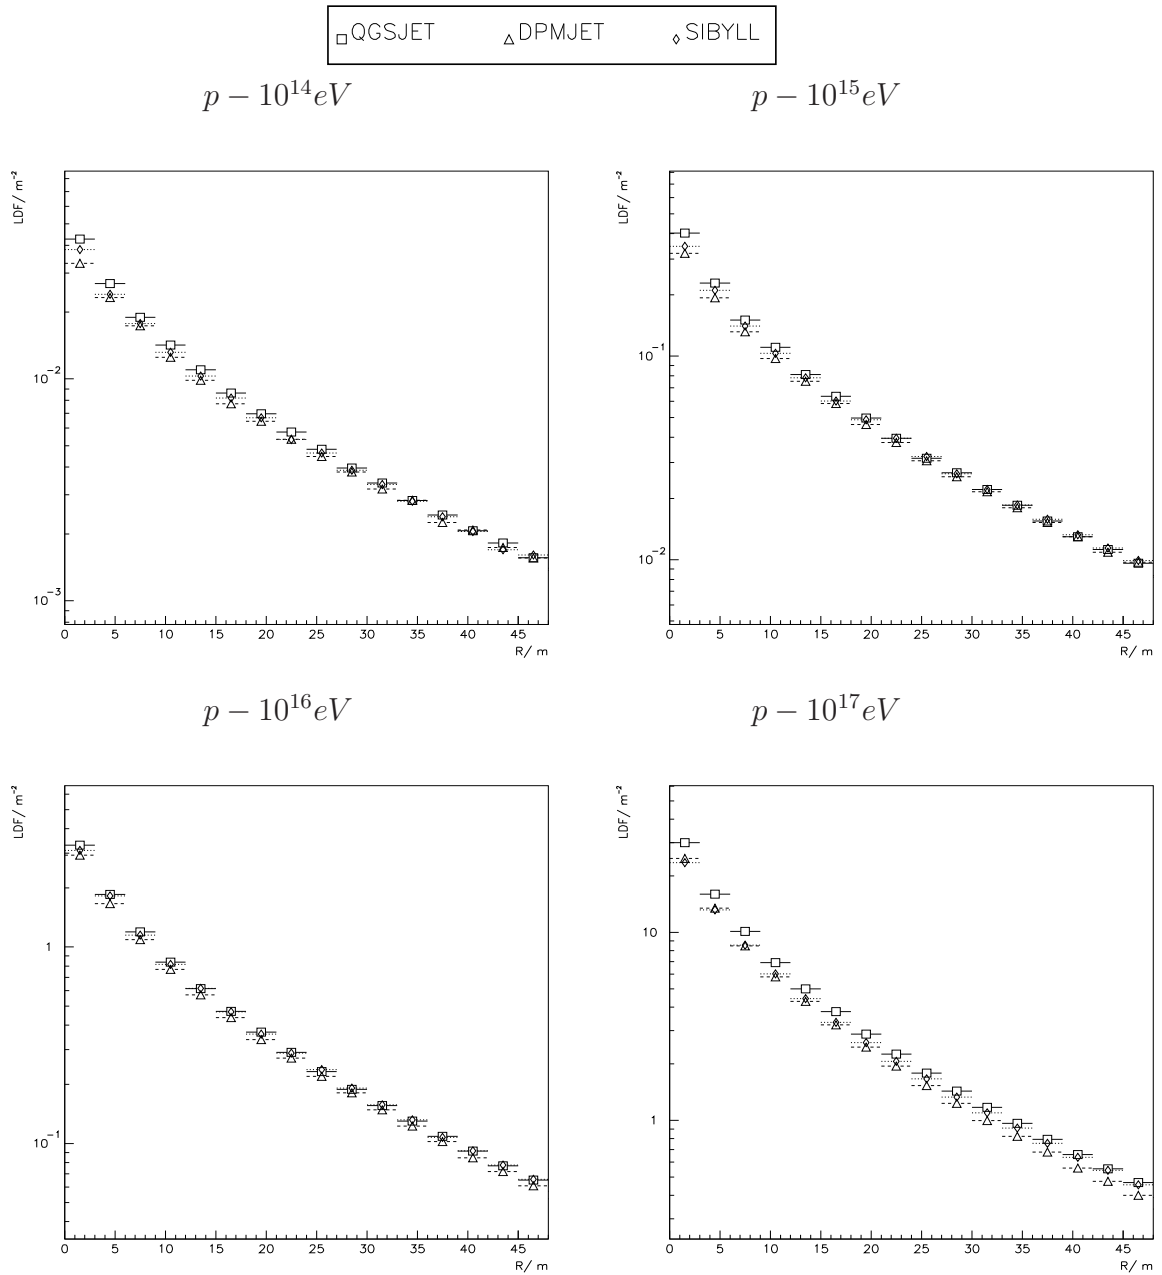 QGSJET DPMJET SIBYLL
p − 10^14 eV p − 10^15 eV
LDF/ m^-2
10^-2
10^-3
0 5 10 15 20 25 30 35 40 45
R/ m
LDF/ m^-2
10^-1
10^-2
0 5 10 15 20 25 30 35 40 45
R/ m
p − 10^16 eV p − 10^17 eV
LDF/ m^-2
1
10^-1
0 5 10 15 20 25 30 35 40 45
R/ m
LDF/ m^-2
10
1
0 5 10 15 20 25 30 35 40 45
R/ m